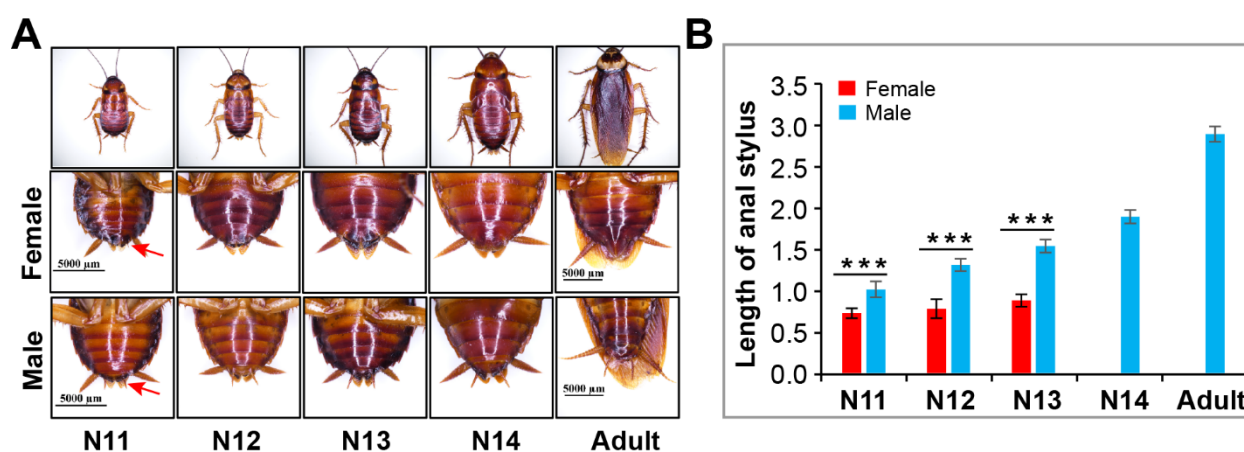 A
Female
5000 μm
5000 μm
Male
5000 μm
5000 μm
N11 N12 N13 N14 Adult
B
Length of anal stylus
3.5
3.0
2.5
2.0
1.5
1.0
0.5
0.0
Female
Male
***
***
***
N11 N12 N13 N14 Adult